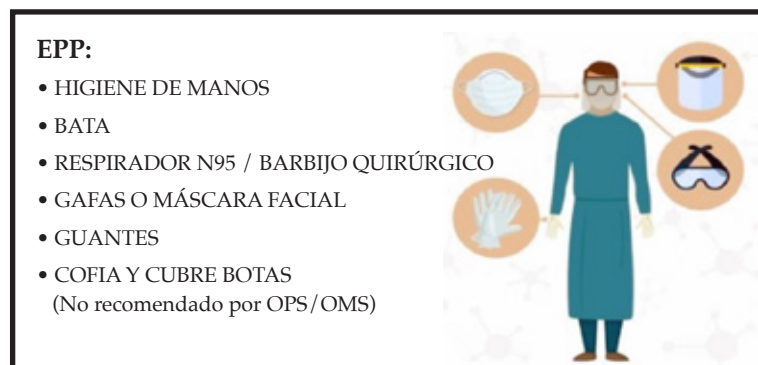 EPP:
• HIGIENE DE MANOS
• BATA
• RESPIRADOR N95 / BARBIJO QUIRÚRGICO
• GAFAS O MÁSCARA FACIAL
• GUANTES
• COFIA Y CUBRE BOTAS
(No recomendado por OPS/OMS)